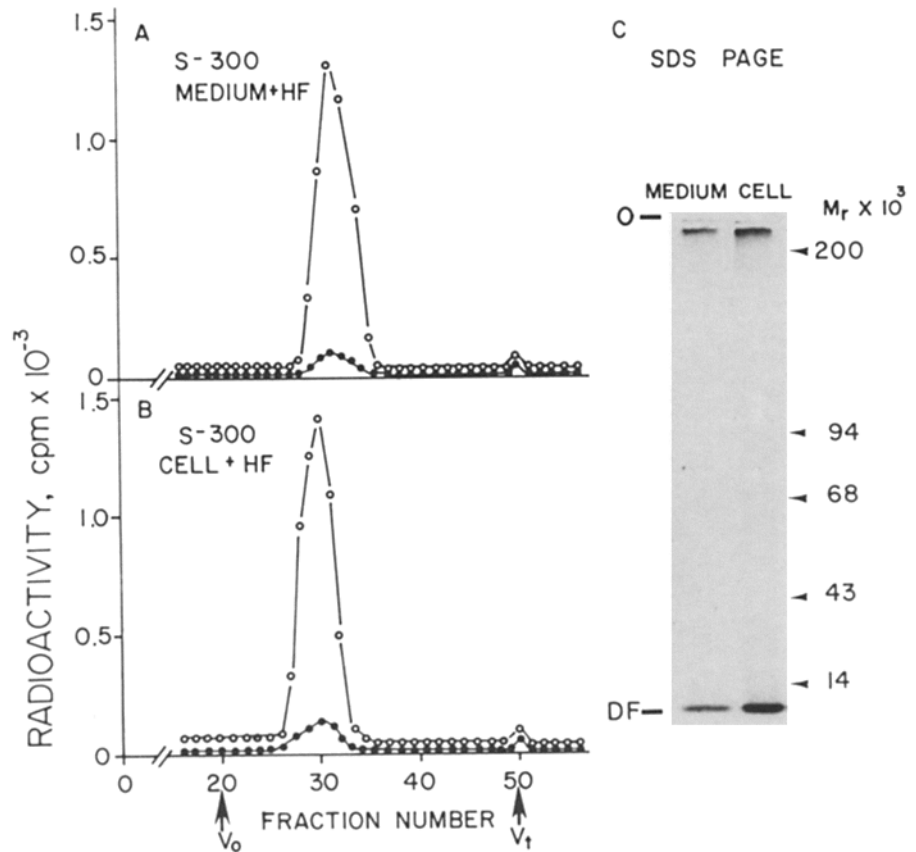 RADIOACTIVITY, cpm x 10⁻³
A
S-300
MEDIUM+HF
1.5
1.0
0.5
0
B
S-300
CELL + HF
1.5
1.0
0.5
0
0 20 30 40 50
V₀ FRACTION NUMBER Vₜ
C
SDS PAGE
MEDIUM CELL
Mᵣ X 10³
O
200
94
68
43
14
DF